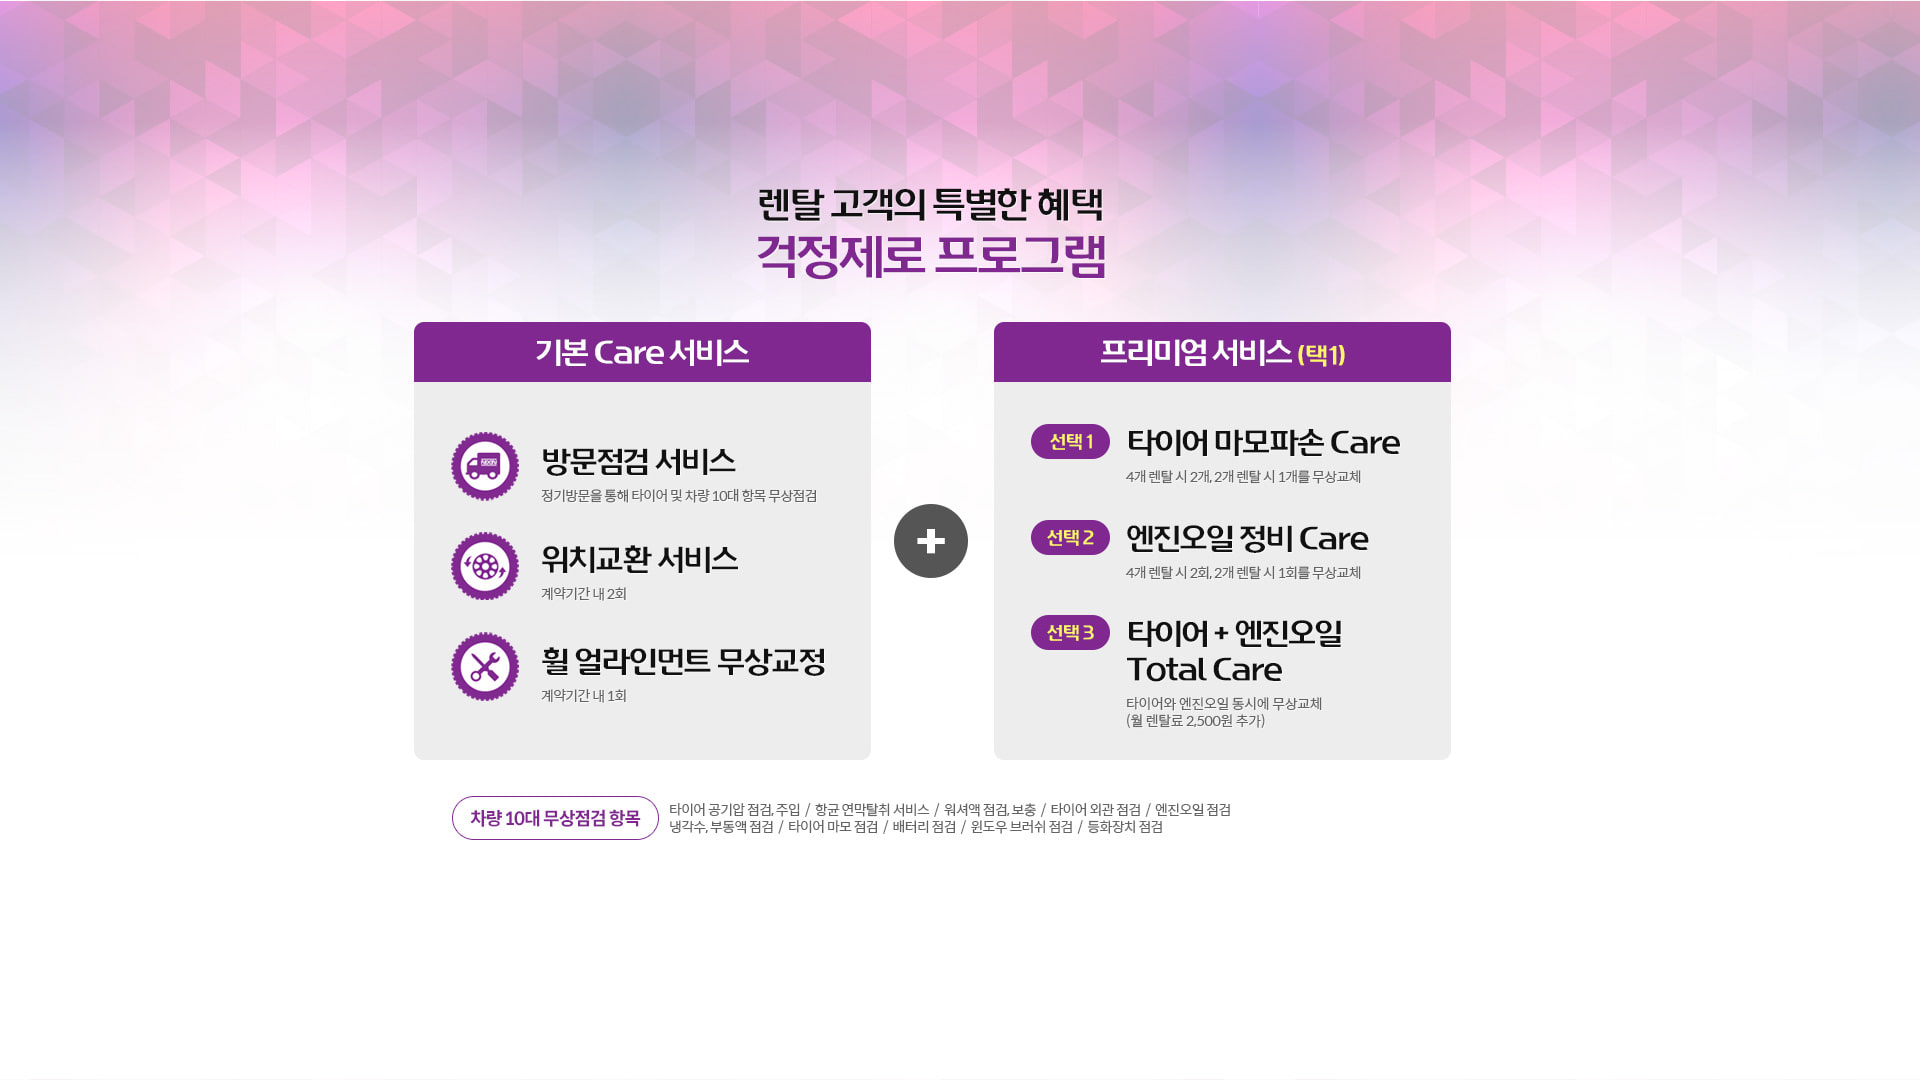 렌탈 고객의 특별한 혜택
걱정제로 프로그램
기본 Care 서비스
방문점검 서비스
정기방문을 통해 타이어 및 차량 10대 항목 무상점검
위치교환 서비스
계약기간 내 2회
휠 얼라인먼트 무상교정
계약기간 내 1회
프리미엄 서비스 (택1)
선택 1 타이어 마모파손 Care
4개 렌탈 시 2개, 2개 렌탈 시 1개를 무상교체
선택 2 엔진오일 정비 Care
4개 렌탈 시 2회, 2개 렌탈 시 1회를 무상교체
선택 3 타이어 + 엔진오일
Total Care
타이어와 엔진오일 동시에 무상교체
(월 렌탈료 2,500원 추가)
차량 10대 무상점검 항목
타이어 공기압 점검, 주입 / 항균 연막탈취 서비스 / 워셔액 점검, 보충 / 타이어 외관 점검 / 엔진오일 점검
냉각수, 부동액 점검 / 타이어 마모 점검 / 배터리 점검 / 윈도우 브러쉬 점검 / 등화장치 점검